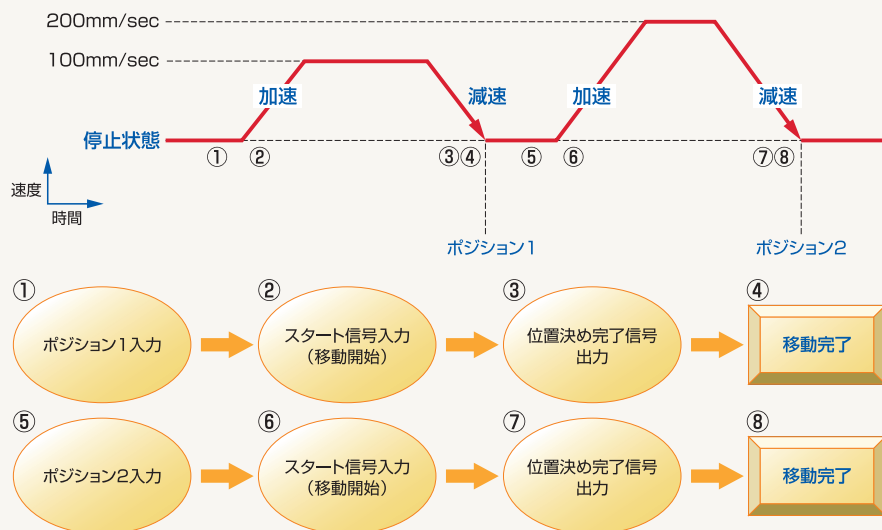 200mm/sec
100mm/sec
加速
減速
加速
減速
停止状態
① ② ③④ ⑤ ⑥ ⑦⑧
速度
時間
ポジション1
ポジション2
①
ポジション1入力
②
スタート信号入力
(移動開始)
③
位置決め完了信号
出力
④
移動完了
⑤
ポジション2入力
⑥
スタート信号入力
(移動開始)
⑦
位置決め完了信号
出力
⑧
移動完了